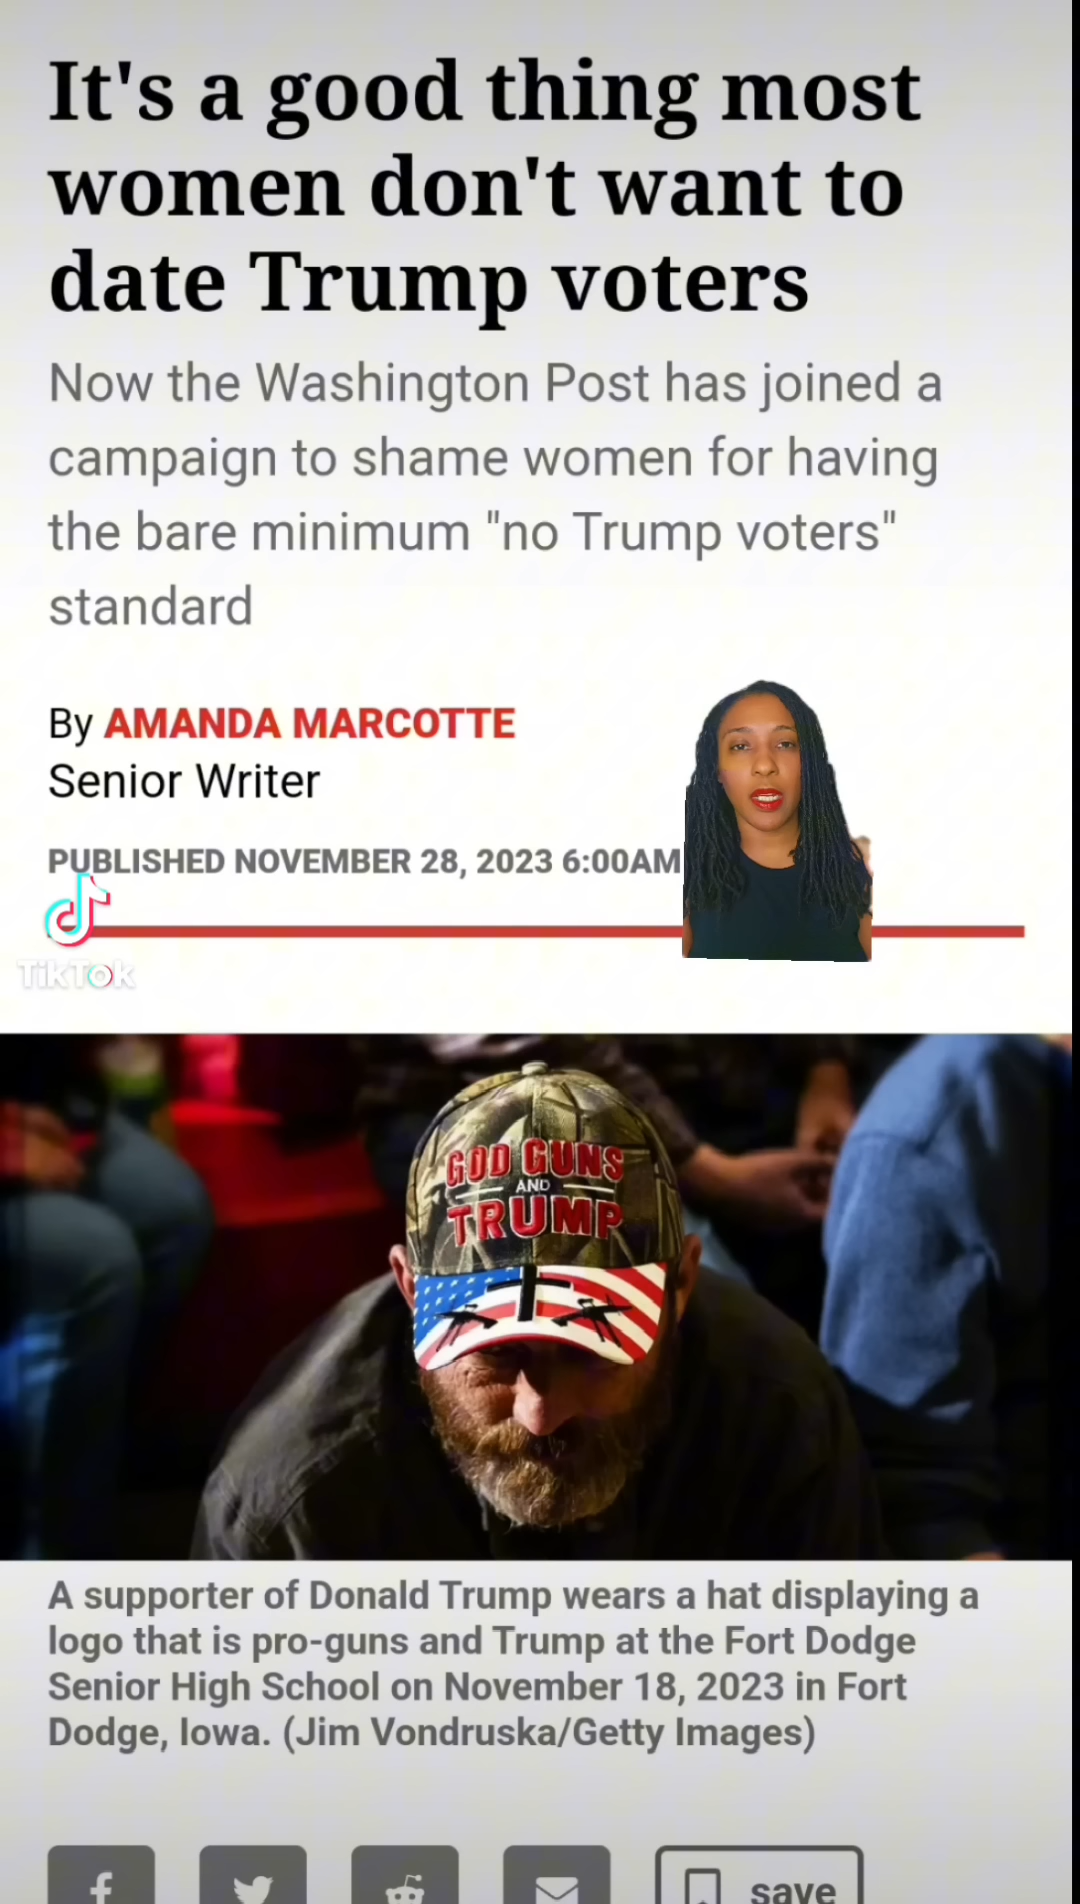 It's a good thing most
women don't want to
date Trump voters
Now the Washington Post has joined a
campaign to shame women for having
the bare minimum "no Trump voters"
standard
By AMANDA MARCOTTE
Senior Writer
PUBLISHED NOVEMBER 28, 2023 6:00AM
TikTok
GOD GUNS
AND
TRUMP
A supporter of Donald Trump wears a hat displaying a
logo that is pro-guns and Trump at the Fort Dodge
Senior High School on November 18, 2023 in Fort
Dodge, Iowa. (Jim Vondruska/Getty Images)
save